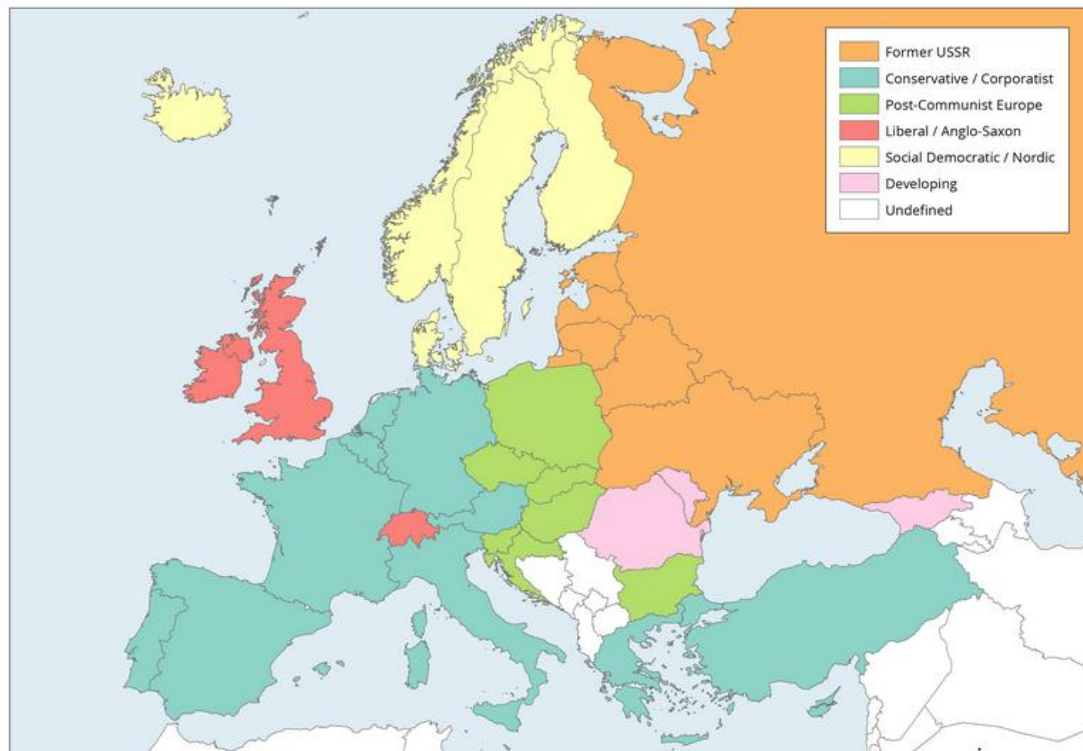 Former USSR
Conservative / Corporatist
Post-Communist Europe
Liberal / Anglo-Saxon
Social Democratic / Nordic
Developing
Undefined